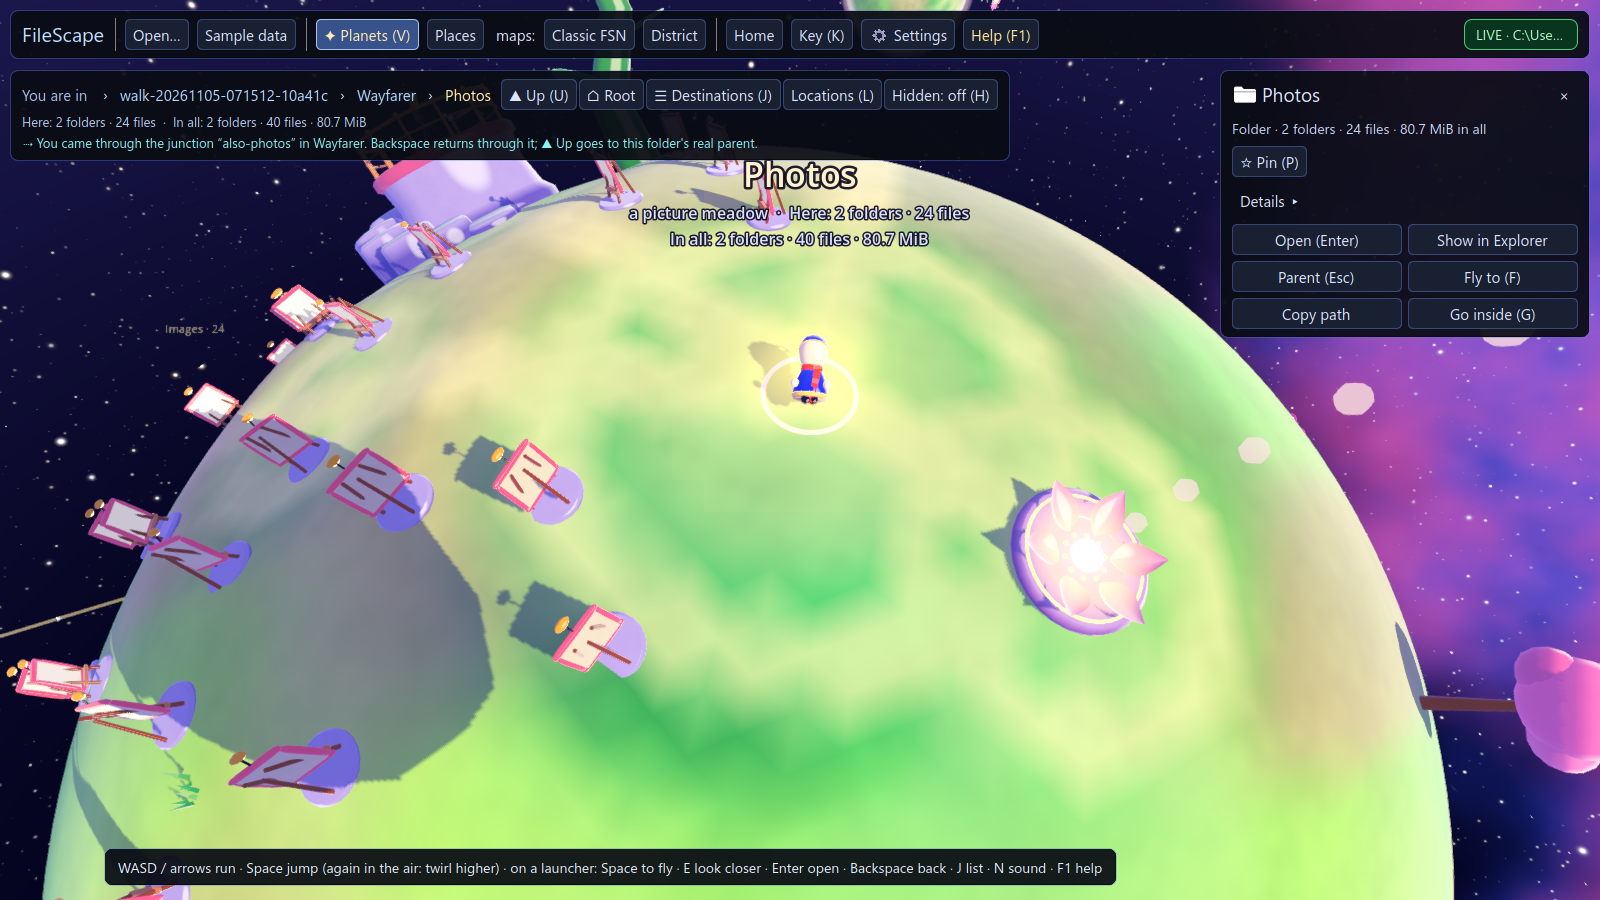 FileScape Open... Sample data ✦ Planets (V) Places maps: Classic FSN District Home Key (K) ⚙ Settings Help (F1) LIVE · C:\Use...
You are in › walk-20261105-071512-10a41c › Wayfarer › Photos ▲ Up (U) ⌂ Root ☰ Destinations (J) Locations (L) Hidden: off (H)
Here: 2 folders · 24 files · In all: 2 folders · 40 files · 80.7 MiB
⤑ You came through the junction “also-photos” in Wayfarer. Backspace returns through it; ▲ Up goes to this folder's real parent.
Photos ×
Folder · 2 folders · 24 files · 80.7 MiB in all
☆ Pin (P)
Details ▸
Open (Enter) Show in Explorer
Parent (Esc) Fly to (F)
Copy path Go inside (G)
Photos
a picture meadow · Here: 2 folders · 24 files
In all: 2 folders · 40 files · 80.7 MiB
Images · 24
WASD / arrows run · Space jump (again in the air: twirl higher) · on a launcher: Space to fly · E look closer · Enter open · Backspace back · J list · N sound · F1 help